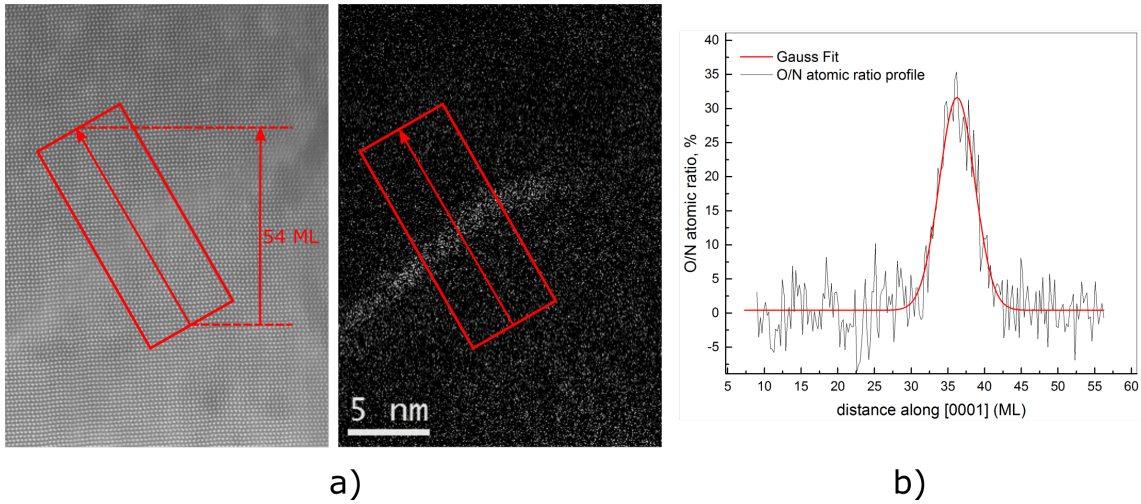 54 ML
5 nm
a)
40
35
30
25
20
15
10
5
0
-5
Gauss Fit
O/N atomic ratio profile
O/N atomic ratio, %
5 10 15 20 25 30 35 40 45 50 55 60
distance along [0001] (ML)
b)